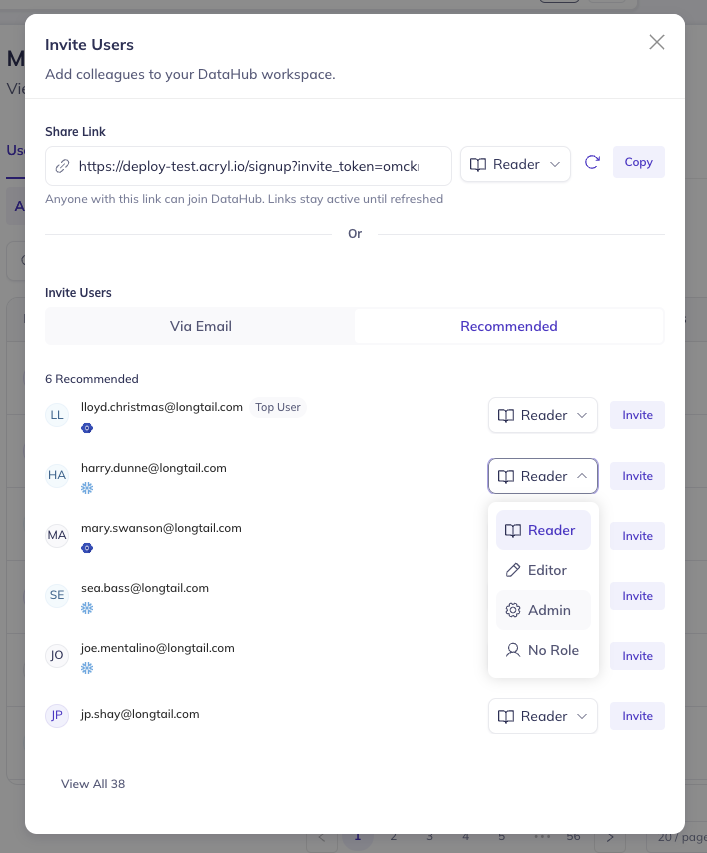 Invite Users
Add colleagues to your DataHub workspace.
Share Link
https://deploy-test.acryl.io/signup?invite_token=omck
Reader
Copy
Anyone with this link can join DataHub. Links stay active until refreshed
Or
Invite Users
Via Email
Recommended
6 Recommended
LL
lloyd.christmas@longtail.com
Top User
Reader
Invite
HA
harry.dunne@longtail.com
Reader
Invite
Reader
Editor
Admin
No Role
MA
mary.swanson@longtail.com
Invite
SE
sea.bass@longtail.com
Invite
JO
joe.mentalino@longtail.com
Invite
JP
jp.shay@longtail.com
Reader
Invite
View All 38
1 2 3 4 5 ••• 56
20 / page